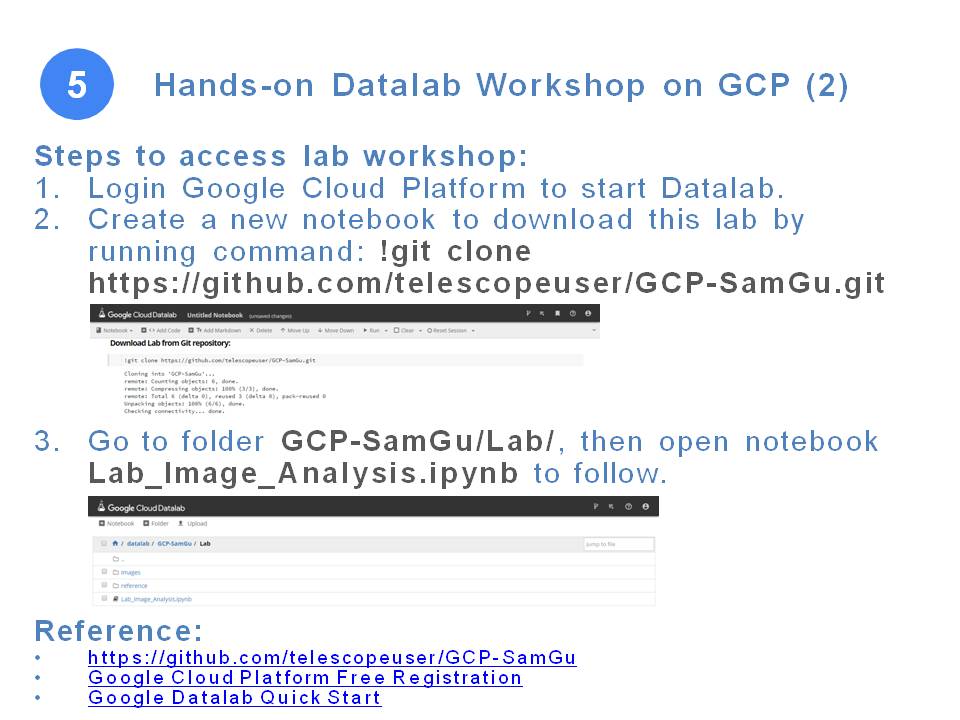 5
Hands-on Datalab Workshop on GCP (2)
Steps to access lab workshop:
1. Login Google Cloud Platform to start Datalab.
2. Create a new notebook to download this lab by
running command: !git clone
https://github.com/telescopeuser/GCP-SamGu.git
Google Cloud Datalab Untitled Notebook (unsaved changes)
Notebook Add Code Add Markdown Delete Move Up Move Down Run Clear Reset Session
Download Lab from Git repository:
!git clone https://github.com/telescopeuser/GCP-SamGu.git
Cloning into 'GCP-SamGu'...
remote: Counting objects: 6, done.
remote: Compressing objects: 100% (3/3), done.
remote: Total 6 (delta 0), reused 3 (delta 0), pack-reused 0
Unpacking objects: 100% (6/6), done.
Checking connectivity... done.
3. Go to folder GCP-SamGu/Lab/, then open notebook
Lab_Image_Analysis.ipynb to follow.
Google Cloud Datalab
Notebook Folder Upload
/ datalab / GCP-SamGu / Lab Jump to file
..
images
reference
Lab_Image_Analysis.ipynb
Reference:
• https://github.com/telescopeuser/GCP-SamGu
• Google Cloud Platform Free Registration
• Google Datalab Quick Start